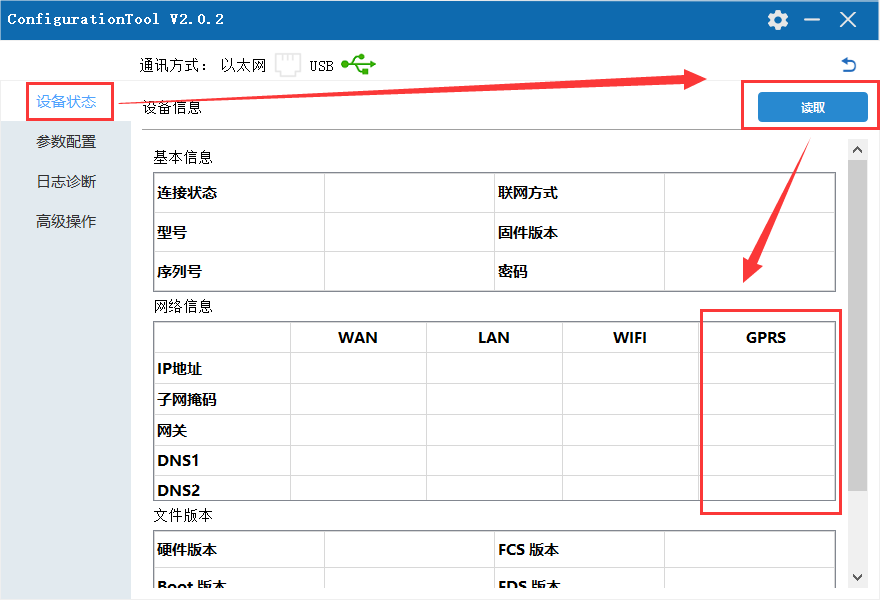 ConfigurationTool V2.0.2
通讯方式： 以太网 USB
设备状态
参数配置
日志诊断
高级操作
设备信息 读取
基本信息
连接状态 联网方式
型号 固件版本
序列号 密码
网络信息
WAN LAN WIFI GPRS
IP地址
子网掩码
网关
DNS1
DNS2
文件版本
硬件版本 FCS 版本
Boot 版本 FDS 版本